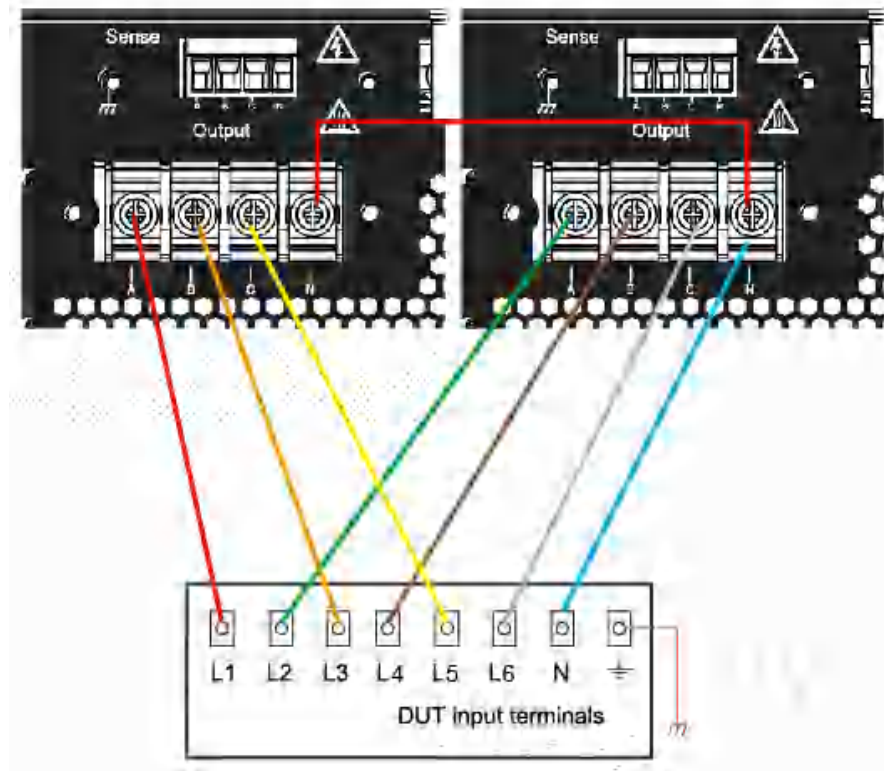 Sense
Sense
Output
Output
A B C N
A B C N
L1 L2 L3 L4 L5 L6 N
DUT input terminals